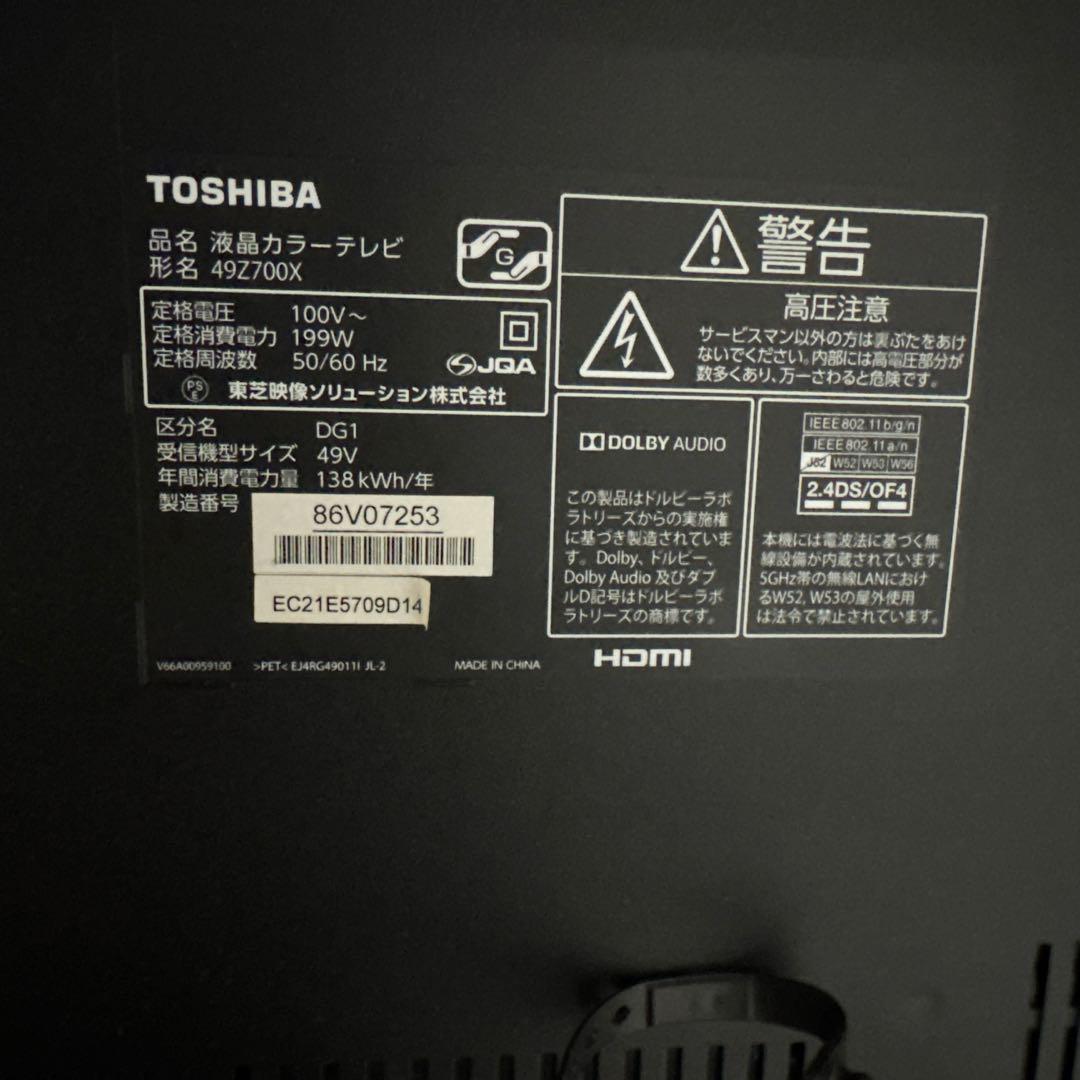 TOSHIBA
品名 液晶カラーテレビ
形名 49Z700X
G
定格電圧 100V～
定格消費電力 199W
定格周波数 50/60 Hz
JQA
PS
E
東芝映像ソリューション株式会社
区分名 DG1
受信機型サイズ 49V
年間消費電力量 138kWh/年
製造番号
86V07253
EC21E5709D14
V66A00959100 >PET< EJ4RG49011I JL-2 MADE IN CHINA
警告
高圧注意
サービスマン以外の方は裏ぶたをあけ
ないでください。内部には高電圧部分が
数多くあり、万一さわると危険です。
DOLBY AUDIO
この製品はドルビーラボ
ラトリーズからの実施権
に基づき製造されていま
す。Dolby、ドルビー、
Dolby Audio 及びダブ
ルD記号はドルビーラボ
ラトリーズの商標です。
IEEE802.11b/g/n
IEEE802.11a/n
J52 W52 W53 W56
2.4DS/OF4
本機には電波法に基づく無
線設備が内蔵されています。
5GHz帯の無線LANにおけ
るW52, W53の屋外使用
は法令で禁止されています。
HDMI